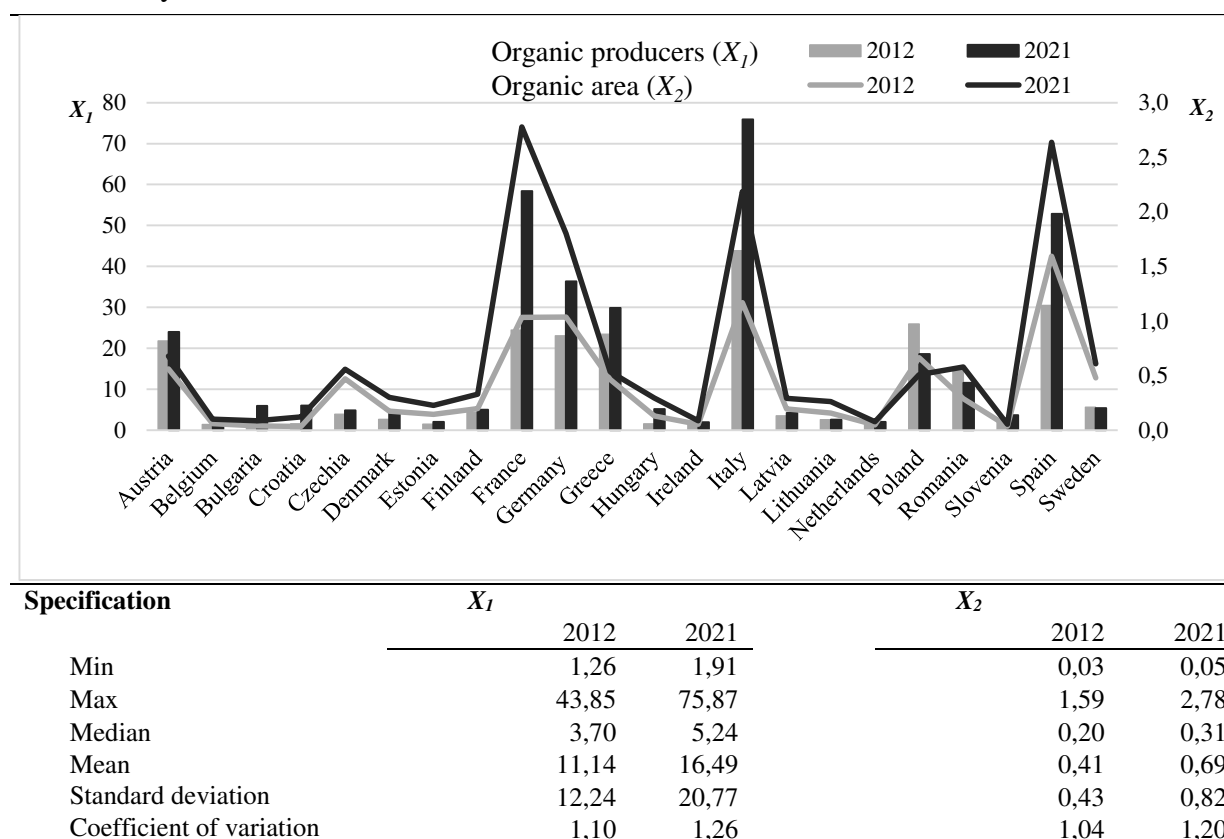 Organic producers (X1) 2012 2021
Organic area (X2) 2012 2021
X1 80 3,0 X2
70 2,5
60 2,0
50
40 1,5
30 1,0
20
10 0,5
0 0,0
Austria
Belgium
Bulgaria
Croatia
Czechia
Denmark
Estonia
Finland
France
Germany
Greece
Hungary
Ireland
Italy
Latvia
Lithuania
Netherlands
Poland
Romania
Slovenia
Spain
Sweden
Specification X1 X2
2012 2021 2012 2021
Min 1,26 1,91 0,03 0,05
Max 43,85 75,87 1,59 2,78
Median 3,70 5,24 0,20 0,31
Mean 11,14 16,49 0,41 0,69
Standard deviation 12,24 20,77 0,43 0,82
Coefficient of variation 1,10 1,26 1,04 1,20